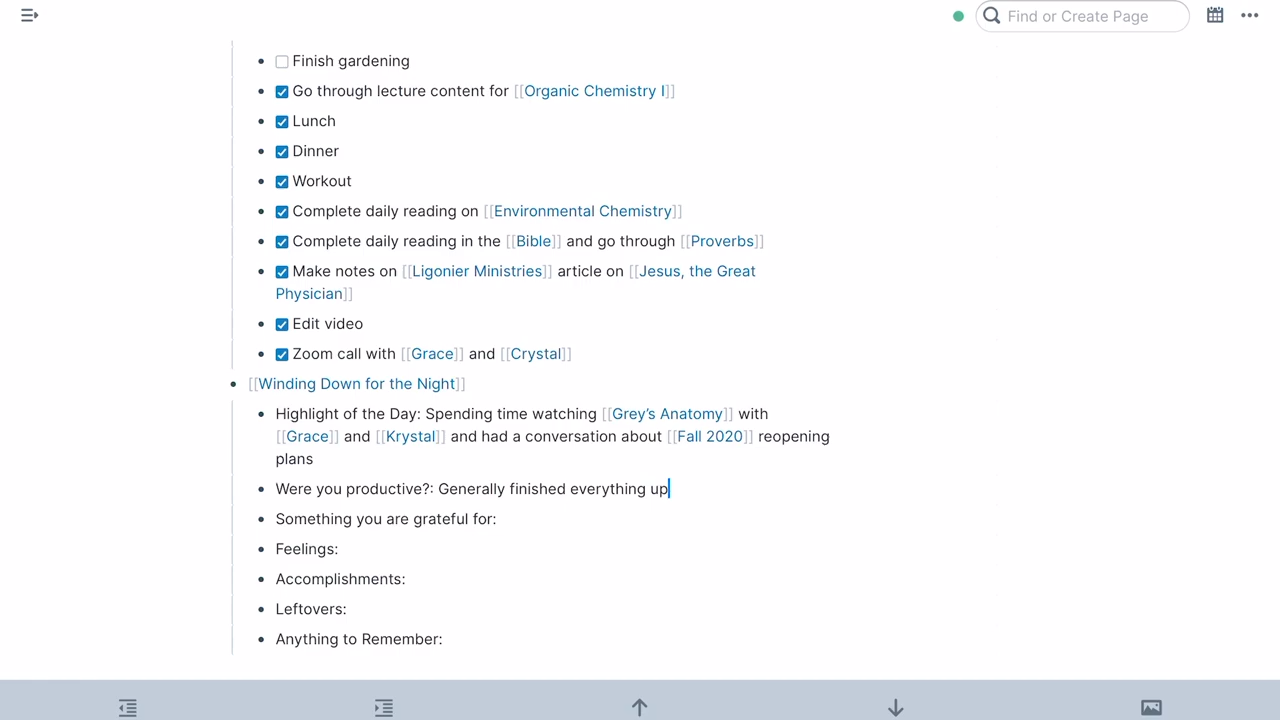 Find or Create Page
Finish gardening
Go through lecture content for [[Organic Chemistry I]]
Lunch
Dinner
Workout
Complete daily reading on [[Environmental Chemistry]]
Complete daily reading in the [[Bible]] and go through [[Proverbs]]
Make notes on [[Ligonier Ministries]] article on [[Jesus, the Great
Physician]]
Edit video
Zoom call with [[Grace]] and [[Crystal]]
[[Winding Down for the Night]]
Highlight of the Day: Spending time watching [[Grey’s Anatomy]] with
[[Grace]] and [[Krystal]] and had a conversation about [[Fall 2020]] reopening
plans
Were you productive?: Generally finished everything up
Something you are grateful for:
Feelings:
Accomplishments:
Leftovers:
Anything to Remember: